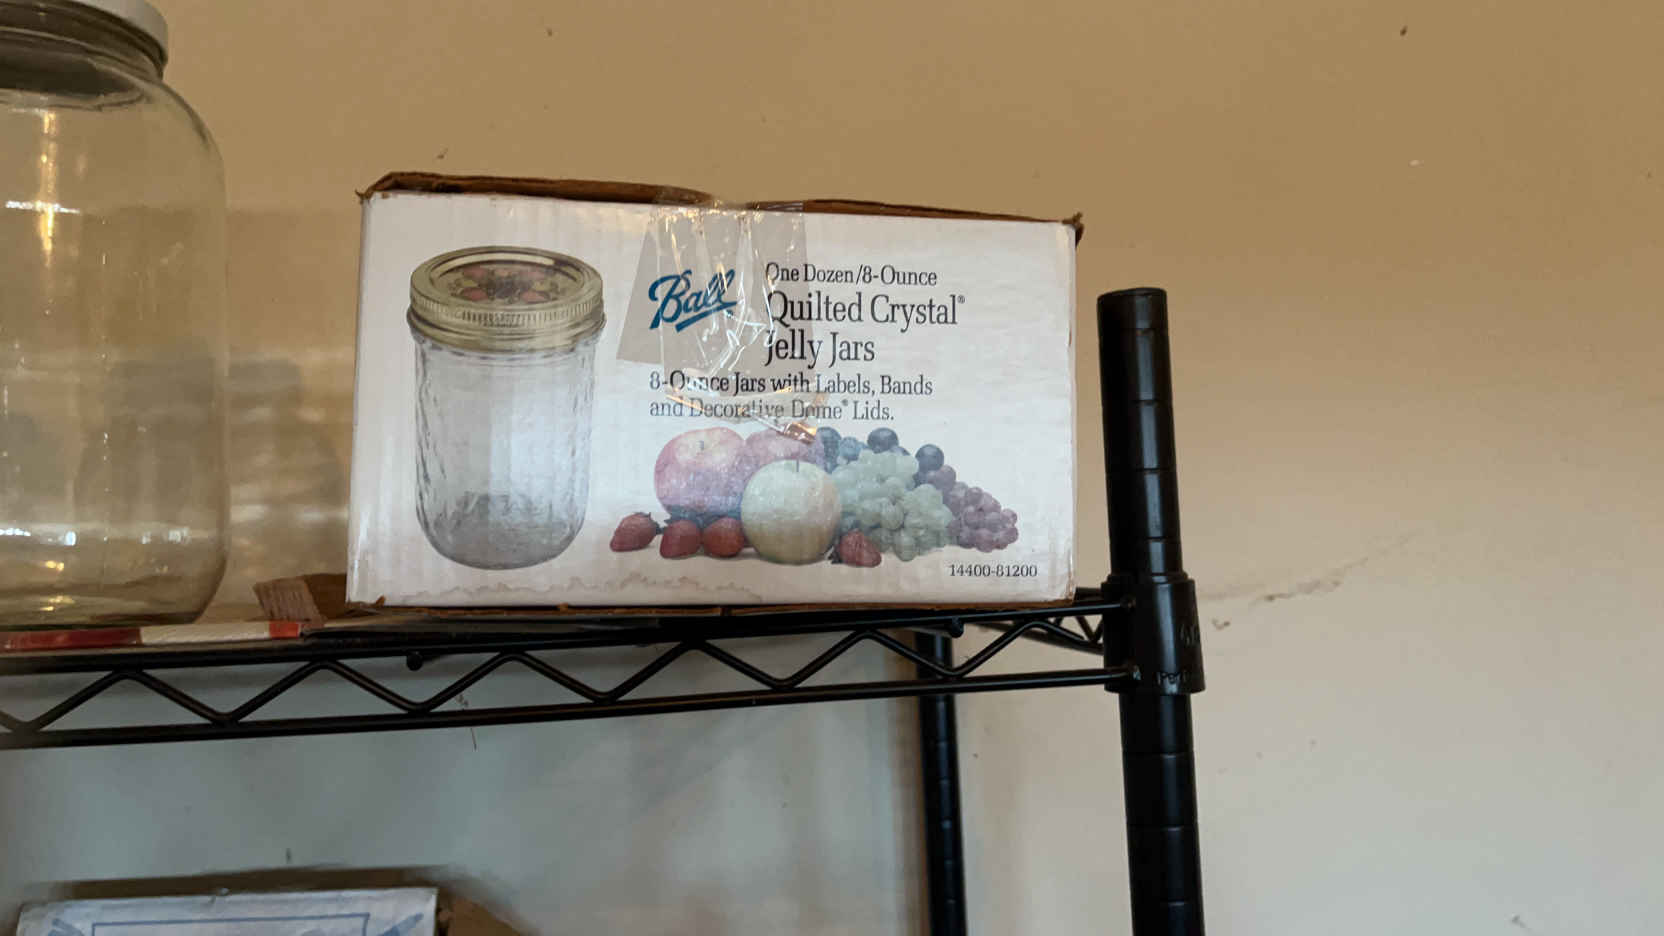 Ball
One Dozen/8-Ounce
Quilted Crystal®
Jelly Jars
8-Ounce Jars with Labels, Bands
and Decorative Dome® Lids.
14400-81200